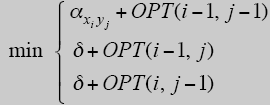 min { α_{x_i y_j} + OPT(i−1, j−1)
δ + OPT(i−1, j)
δ + OPT(i, j−1)